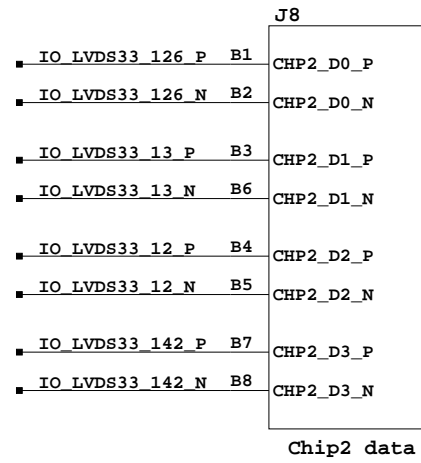 J8
IO_LVDS33_126_P B1 CHP2_D0_P
IO_LVDS33_126_N B2 CHP2_D0_N
IO_LVDS33_13_P B3 CHP2_D1_P
IO_LVDS33_13_N B6 CHP2_D1_N
IO_LVDS33_12_P B4 CHP2_D2_P
IO_LVDS33_12_N B5 CHP2_D2_N
IO_LVDS33_142_P B7 CHP2_D3_P
IO_LVDS33_142_N B8 CHP2_D3_N
Chip2 data